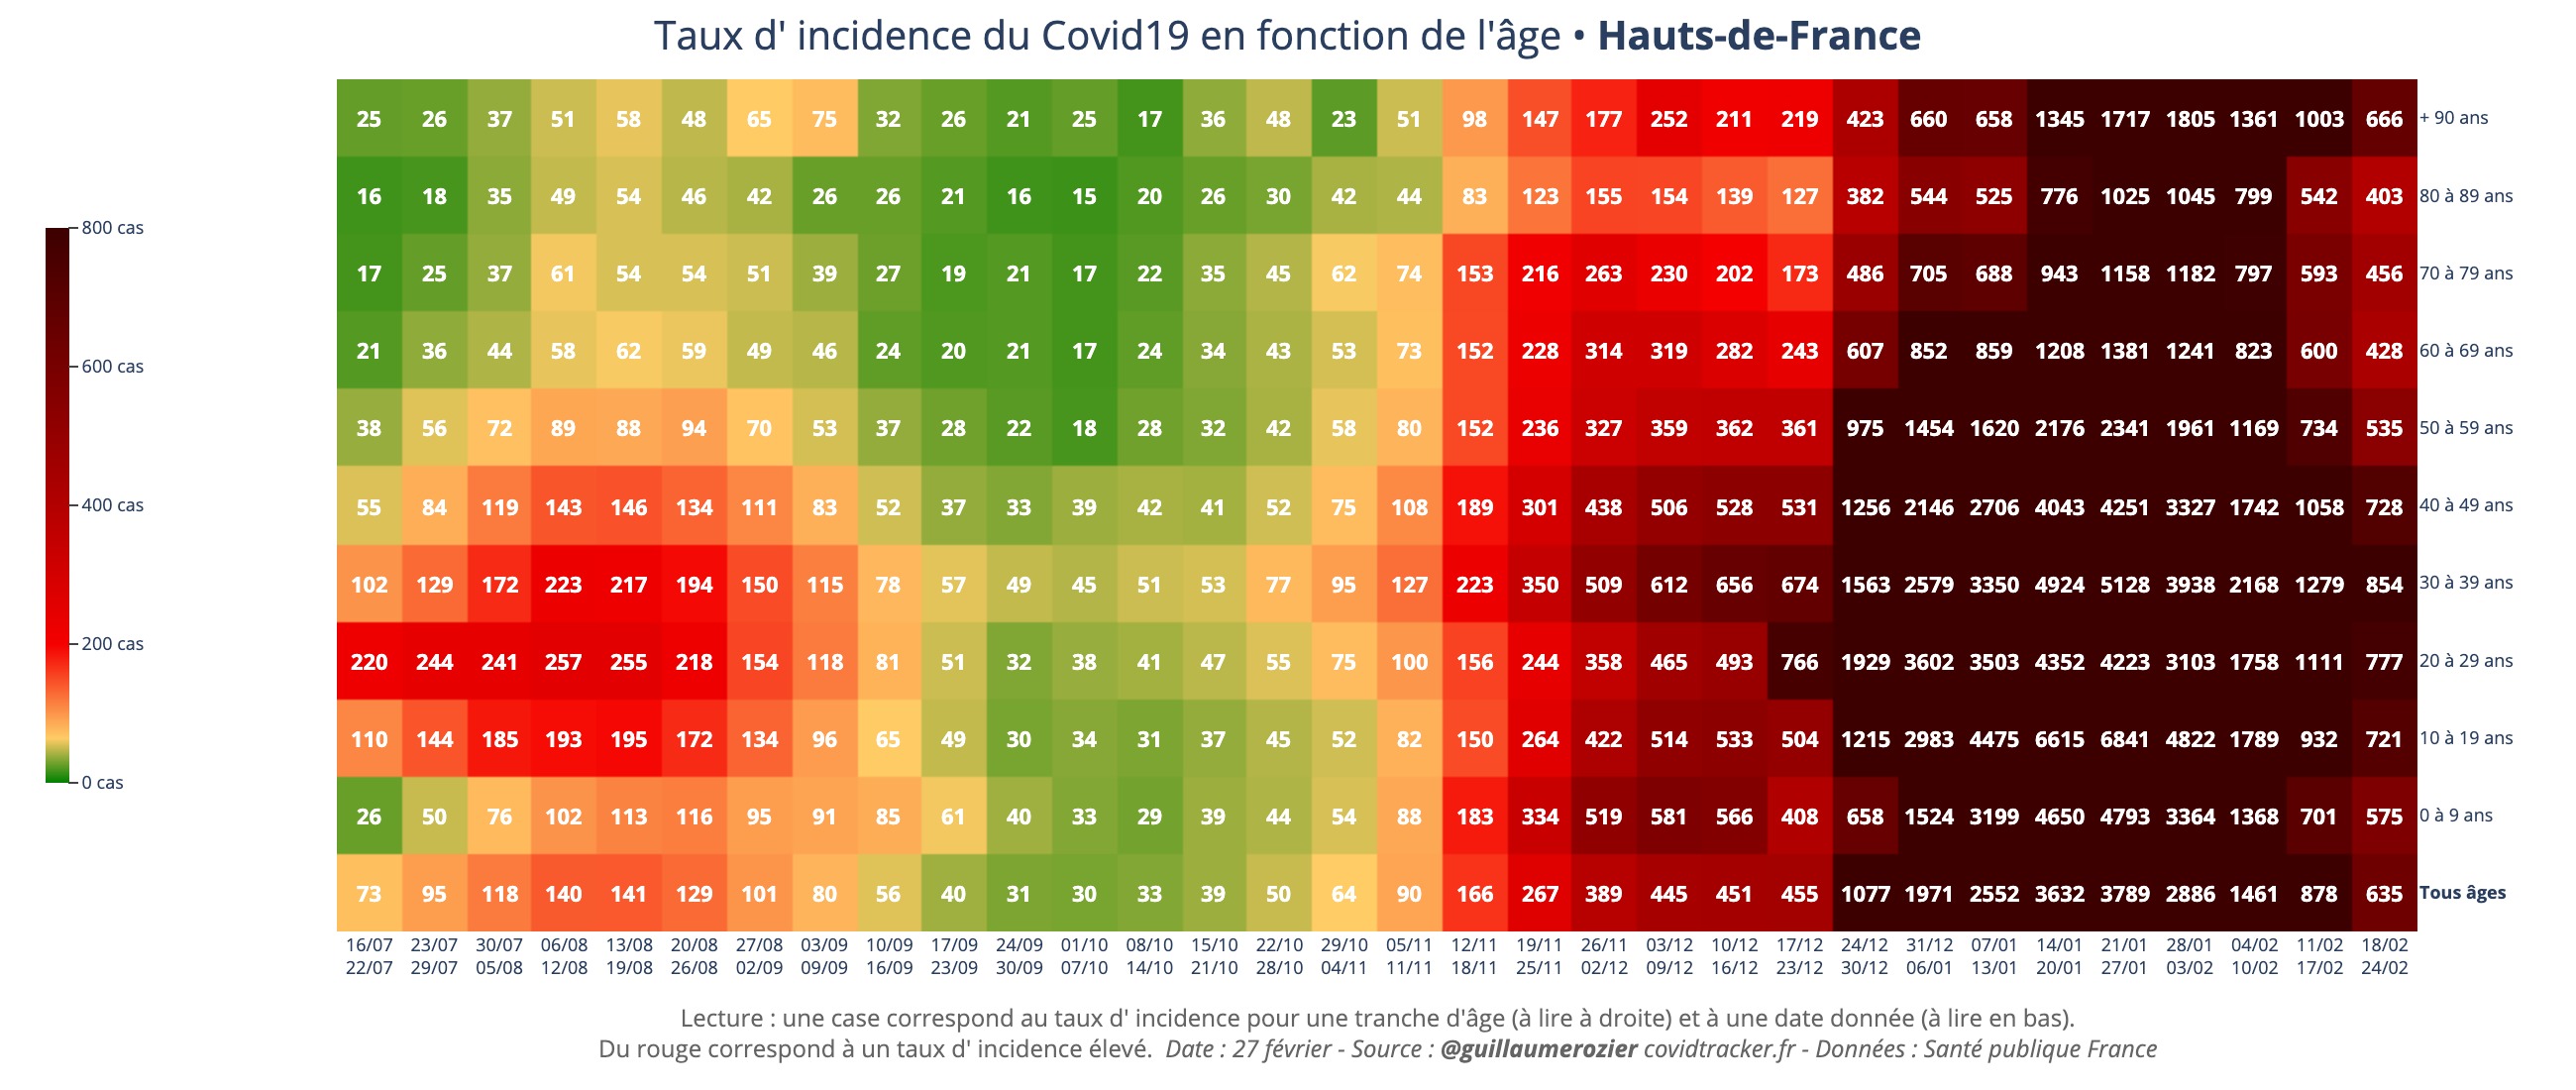 Taux d' incidence du Covid19 en fonction de l'âge • Hauts-de-France
800 cas
600 cas
400 cas
200 cas
0 cas
25 26 37 51 58 48 65 75 32 26 21 25 17 36 48 23 51 98 147 177 252 211 219 423 660 658 1345 1717 1805 1361 1003 666 + 90 ans
16 18 35 49 54 46 42 26 26 21 16 15 20 26 30 42 44 83 123 155 154 139 127 382 544 525 776 1025 1045 799 542 403 80 à 89 ans
17 25 37 61 54 54 51 39 27 19 21 17 22 35 45 62 74 153 216 263 230 202 173 486 705 688 943 1158 1182 797 593 456 70 à 79 ans
21 36 44 58 62 59 49 46 24 20 21 17 24 34 43 53 73 152 228 314 319 282 243 607 852 859 1208 1381 1241 823 600 428 60 à 69 ans
38 56 72 89 88 94 70 53 37 28 22 18 28 32 42 58 80 152 236 327 359 362 361 975 1454 1620 2176 2341 1961 1169 734 535 50 à 59 ans
55 84 119 143 146 134 111 83 52 37 33 39 42 41 52 75 108 189 301 438 506 528 531 1256 2146 2706 4043 4251 3327 1742 1058 728 40 à 49 ans
102 129 172 223 217 194 150 115 78 57 49 45 51 53 77 95 127 223 350 509 612 656 674 1563 2579 3350 4924 5128 3938 2168 1279 854 30 à 39 ans
220 244 241 257 255 218 154 118 81 51 32 38 41 47 55 75 100 156 244 358 465 493 766 1929 3602 3503 4352 4223 3103 1758 1111 777 20 à 29 ans
110 144 185 193 195 172 134 96 65 49 30 34 31 37 45 52 82 150 264 422 514 533 504 1215 2983 4475 6615 6841 4822 1789 932 721 10 à 19 ans
26 50 76 102 113 116 95 91 85 61 40 33 29 39 44 54 88 183 334 519 581 566 408 658 1524 3199 4650 4793 3364 1368 701 575 0 à 9 ans
73 95 118 140 141 129 101 80 56 40 31 30 33 39 50 64 90 166 267 389 445 451 455 1077 1971 2552 3632 3789 2886 1461 878 635 Tous âges
16/07 23/07 30/07 06/08 13/08 20/08 27/08 03/09 10/09 17/09 24/09 01/10 08/10 15/10 22/10 29/10 05/11 12/11 19/11 26/11 03/12 10/12 17/12 24/12 31/12 07/01 14/01 21/01 28/01 04/02 11/02 18/02
22/07 29/07 05/08 12/08 19/08 26/08 02/09 09/09 16/09 23/09 30/09 07/10 14/10 21/10 28/10 04/11 11/11 18/11 25/11 02/12 09/12 16/12 23/12 30/12 06/01 13/01 20/01 27/01 03/02 10/02 17/02 24/02
Lecture : une case correspond au taux d' incidence pour une tranche d'âge (à lire à droite) et à une date donnée (à lire en bas).
Du rouge correspond à un taux d' incidence élevé. Date : 27 février - Source : @guillaumerozier covidtracker.fr - Données : Santé publique France